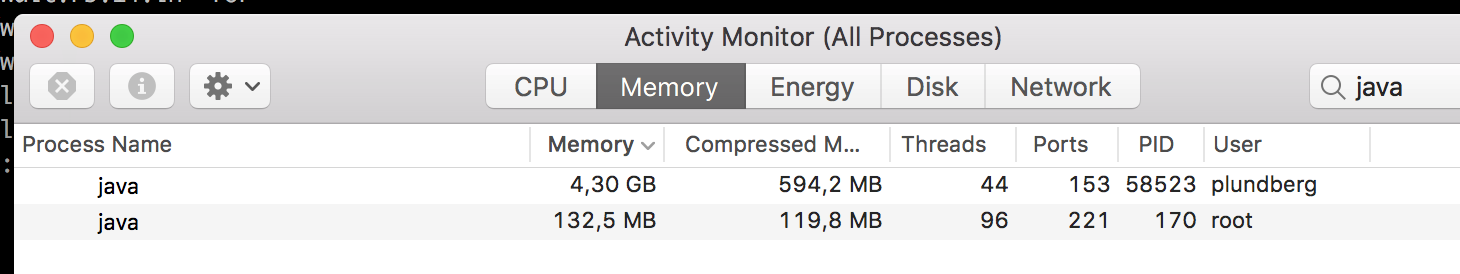 Activity Monitor (All Processes)
CPU Memory Energy Disk Network java
Process Name Memory Compressed M... Threads Ports PID User
java 4,30 GB 594,2 MB 44 153 58523 plundberg
java 132,5 MB 119,8 MB 96 221 170 root